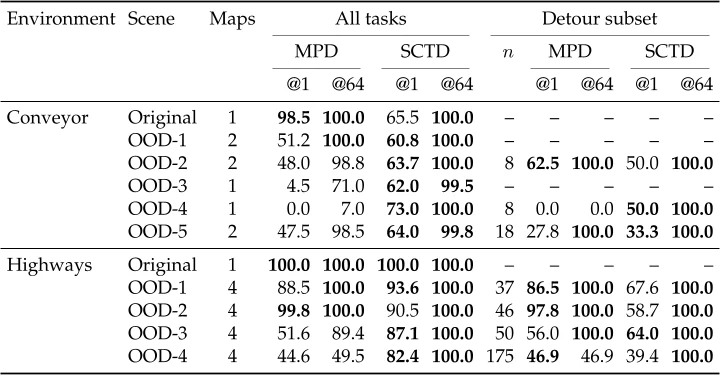 Environment Scene Maps All tasks Detour subset
MPD SCTD n MPD SCTD
@1 @64 @1 @64 @1 @64 @1 @64
Conveyor Original 1 98.5 100.0 65.5 100.0 – – – – –
OOD-1 2 51.2 100.0 60.8 100.0 – – – – –
OOD-2 2 48.0 98.8 63.7 100.0 8 62.5 100.0 50.0 100.0
OOD-3 1 4.5 71.0 62.0 99.5 – – – – –
OOD-4 1 0.0 7.0 73.0 100.0 8 0.0 0.0 50.0 100.0
OOD-5 2 47.5 98.5 64.0 99.8 18 27.8 100.0 33.3 100.0
Highways Original 1 100.0 100.0 100.0 100.0 – – – – –
OOD-1 4 88.5 100.0 93.6 100.0 37 86.5 100.0 67.6 100.0
OOD-2 4 99.8 100.0 90.5 100.0 46 97.8 100.0 58.7 100.0
OOD-3 4 51.6 89.4 87.1 100.0 50 56.0 100.0 64.0 100.0
OOD-4 4 44.6 49.5 82.4 100.0 175 46.9 46.9 39.4 100.0